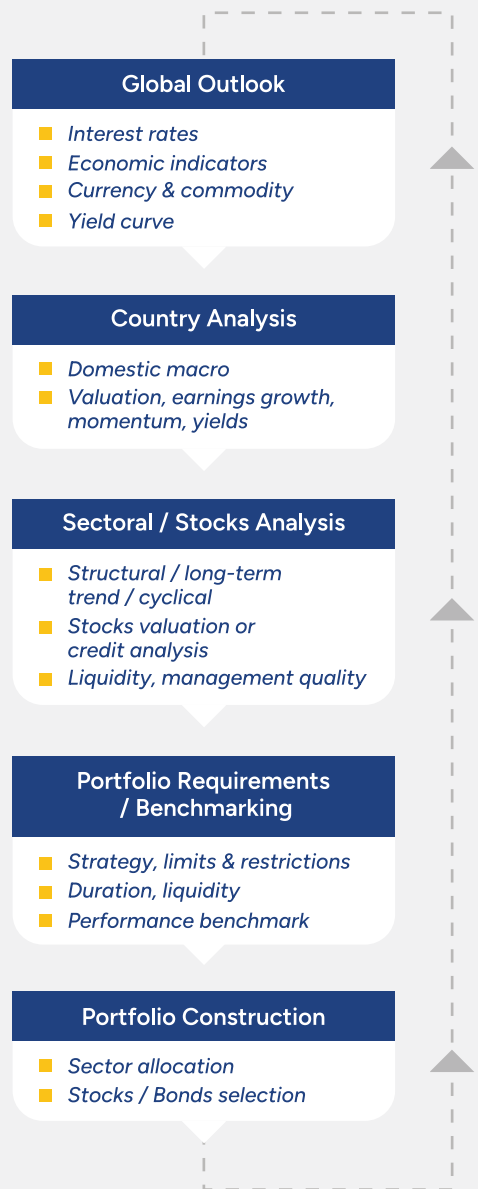 Global Outlook
Interest rates
Economic indicators
Currency & commodity
Yield curve
Country Analysis
Domestic macro
Valuation, earnings growth,
momentum, yields
Sectoral / Stocks Analysis
Structural / long-term
trend / cyclical
Stocks valuation or
credit analysis
Liquidity, management quality
Portfolio Requirements
/ Benchmarking
Strategy, limits & restrictions
Duration, liquidity
Performance benchmark
Portfolio Construction
Sector allocation
Stocks / Bonds selection